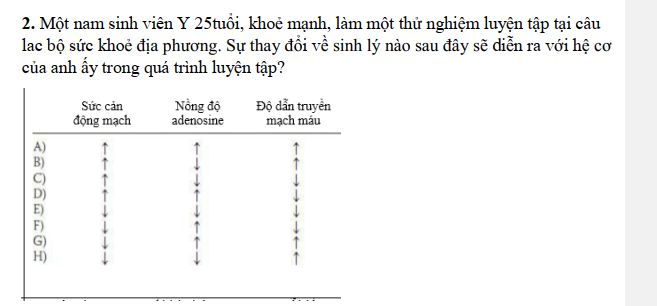 2. Một nam sinh viên Y 25tuổi, khoẻ mạnh, làm một thử nghiệm luyện tập tại câu
lac bộ sức khoẻ địa phương. Sự thay đổi về sinh lý nào sau đây sẽ diễn ra với hệ cơ
của anh ấy trong quá trình luyện tập?
Sức cản Nồng độ Độ dẫn truyền
động mạch adenosine mạch máu
A) ↑ ↑ ↑
B) ↑ ↓ ↑
C) ↑ ↓ ↓
D) ↑ ↑ ↓
E) ↓ ↓ ↓
F) ↓ ↑ ↓
G) ↓ ↑ ↑
H) ↓ ↓ ↑